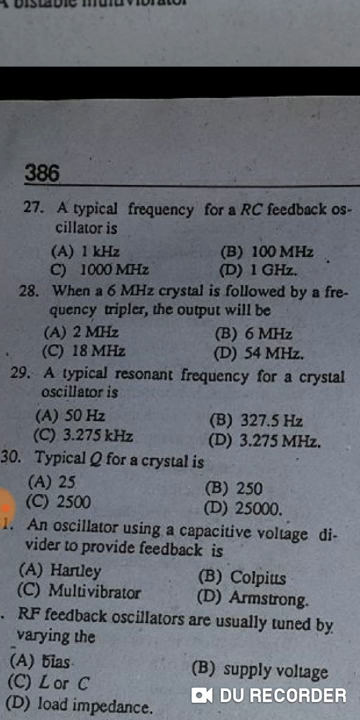 A bistable multivibrator
386
27. A typical frequency for a RC feedback os-
cillator is
(A) 1 kHz (B) 100 MHz
C) 1000 MHz (D) 1 GHz.
28. When a 6 MHz crystal is followed by a fre-
quency tripler, the output will be
(A) 2 MHz (B) 6 MHz
(C) 18 MHz (D) 54 MHz.
29. A typical resonant frequency for a crystal
oscillator is
(A) 50 Hz (B) 327.5 Hz
(C) 3.275 kHz (D) 3.275 MHz.
30. Typical Q for a crystal is
(A) 25 (B) 250
(C) 2500 (D) 25000.
1. An oscillator using a capacitive voltage di-
vider to provide feedback is
(A) Hartley (B) Colpitts
(C) Multivibrator (D) Armstrong.
. RF feedback oscillators are usually tuned by
varying the
(A) bias (B) supply voltage
(C) L or C
(D) load impedance.
DU RECORDER